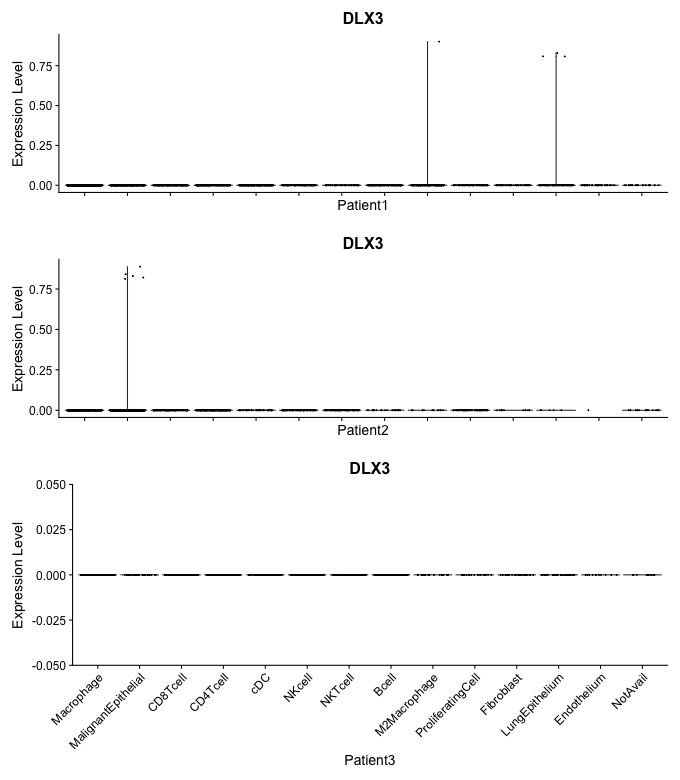 DLX3
Expression Level
0.75
0.50
0.25
0.00
Patient1
DLX3
Expression Level
0.75
0.50
0.25
0.00
Patient2
DLX3
Expression Level
0.050
0.025
0.000
-0.025
-0.050
Macrophage
MalignantEpithelial
CD8Tcell
CD4Tcell
cDC
NKcell
NKTcell
Bcell
M2Macrophage
ProliferatingCell
Fibroblast
LungEpithelium
Endothelium
NotAvail
Patient3